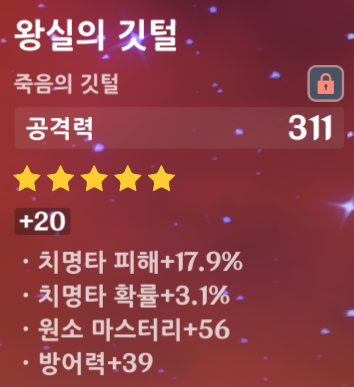 왕실의 깃털
죽음의 깃털
공격력 311
+20
· 치명타 피해+17.9%
· 치명타 확률+3.1%
· 원소 마스터리+56
· 방어력+39